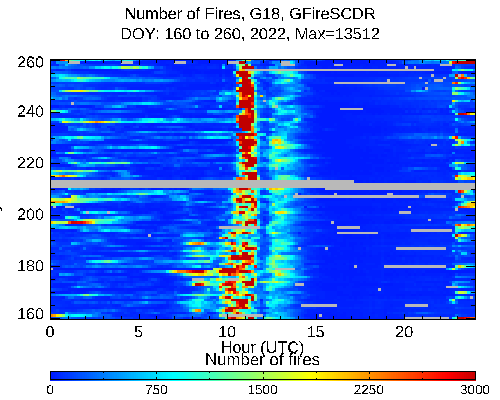 Number of Fires, G18, GFireSCDR
DOY: 160 to 260, 2022, Max=13512
260
240
220
200
180
160
0 5 10 15 20
Hour (UTC)
Number of fires
0 750 1500 2250 3000